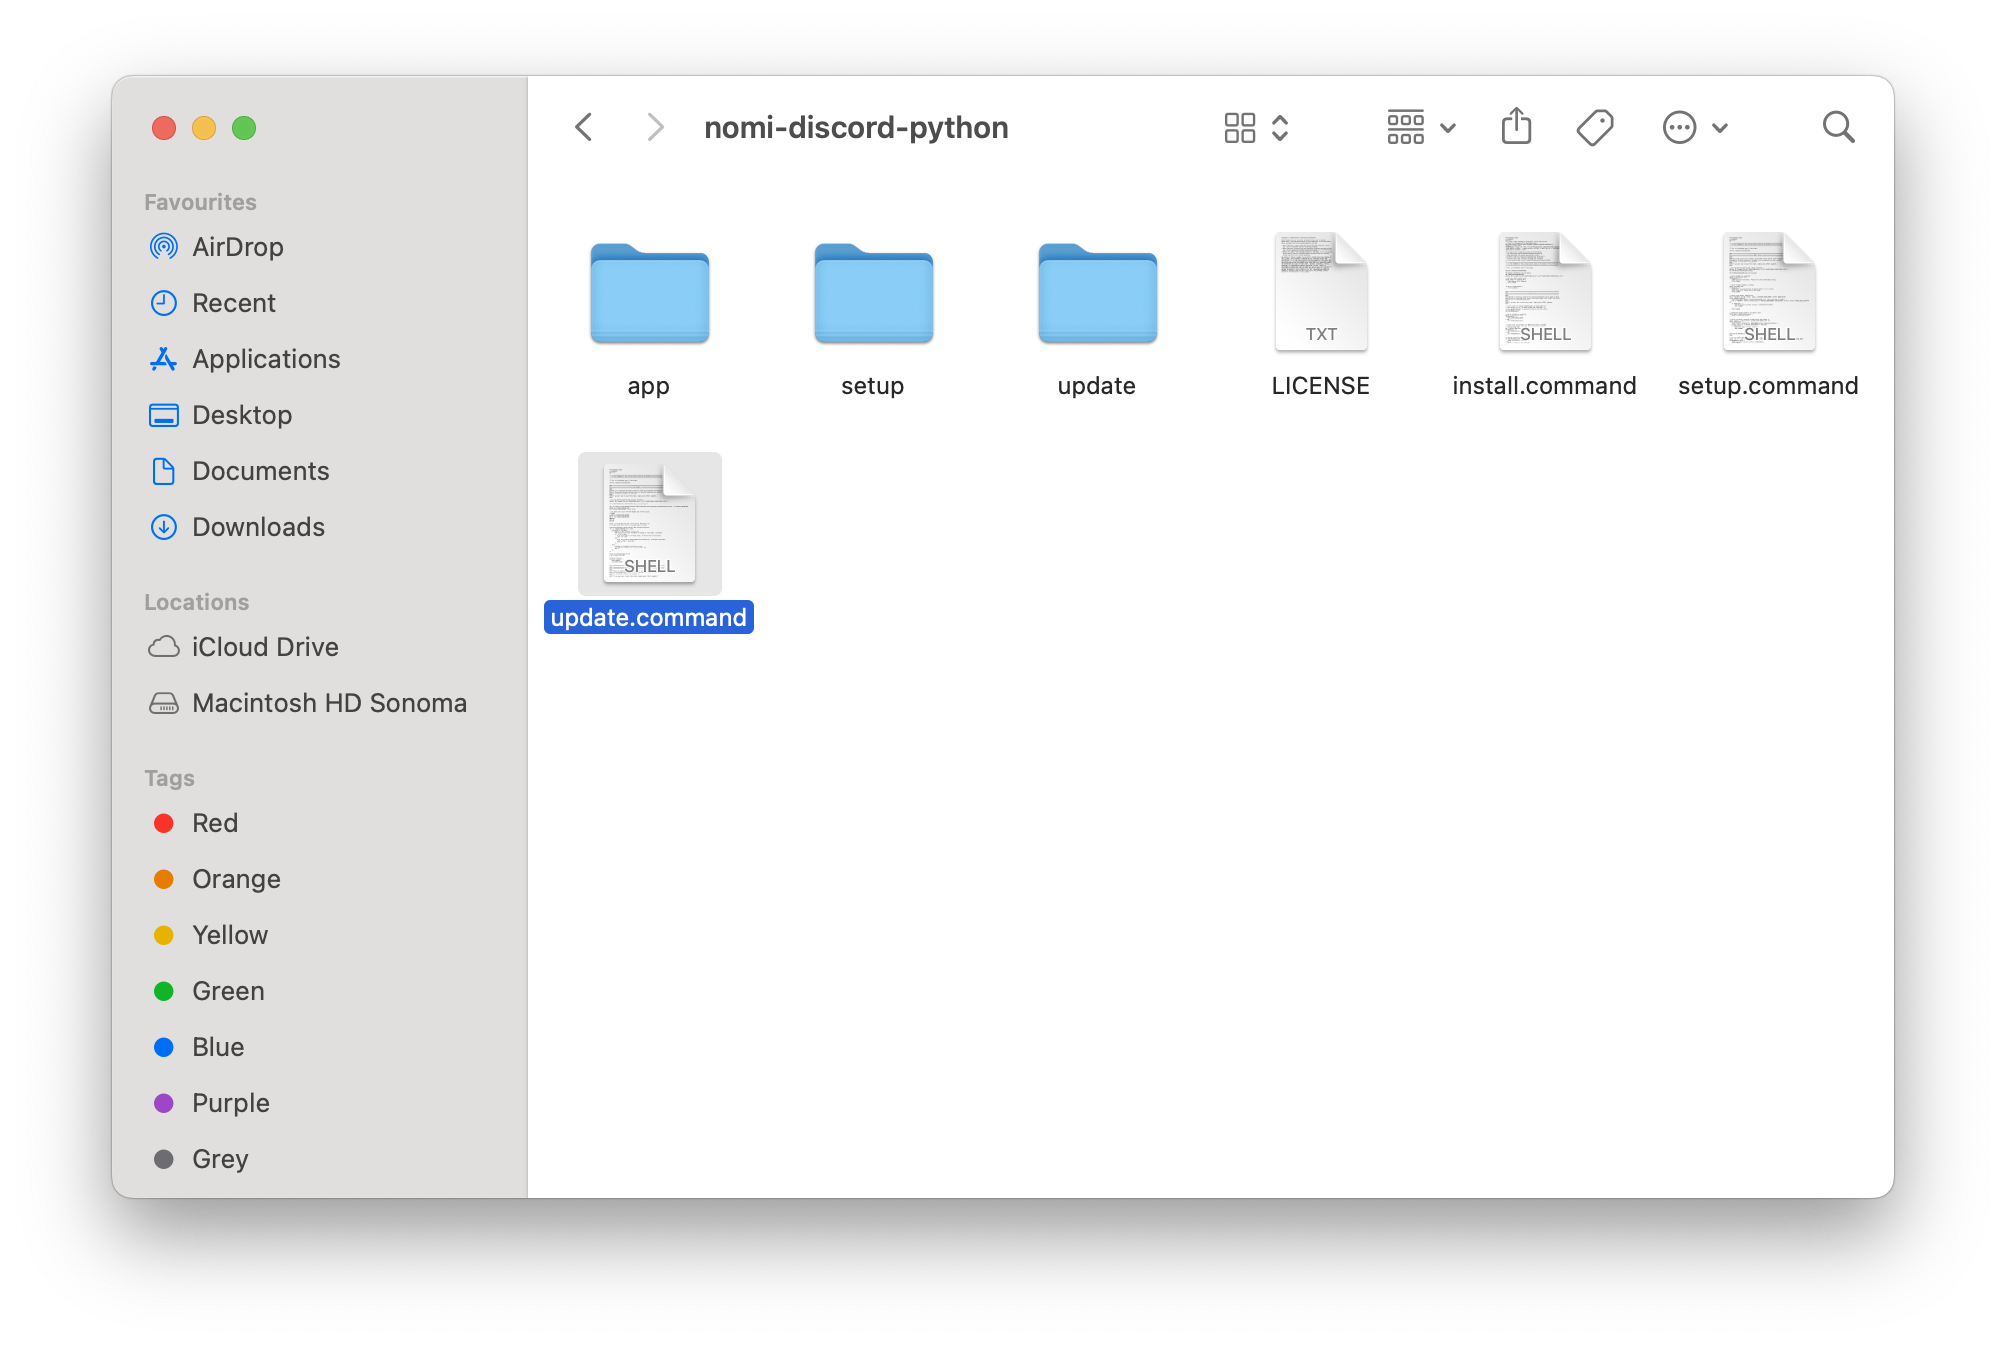 nomi-discord-python
Favourites
AirDrop
Recent
Applications
Desktop
Documents
Downloads
Locations
iCloud Drive
Macintosh HD Sonoma
Tags
Red
Orange
Yellow
Green
Blue
Purple
Grey
TXT
SHELL
SHELL
app
setup
update
LICENSE
install.command
setup.command
SHELL
update.command